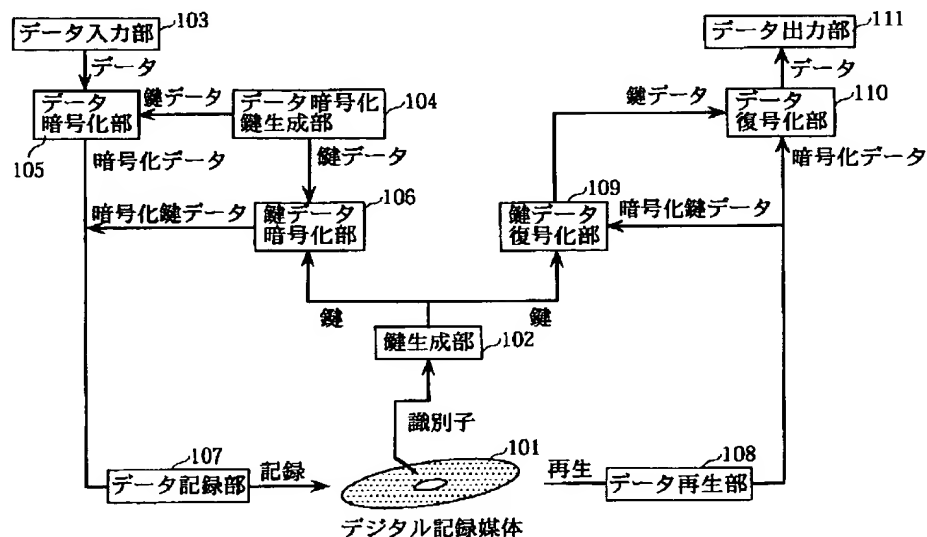 データ入力部
103
データ
データ
暗号化部
105
鍵データ
データ暗号化
鍵生成部
104
鍵データ
暗号化データ
暗号化鍵データ
鍵データ
暗号化部
106
データ出力部
111
データ
データ
復号化部
110
鍵データ
暗号化データ
109
鍵データ
復号化部
暗号化鍵データ
鍵
鍵
鍵生成部
102
識別子
107
データ記録部
記録
101
デジタル記録媒体
再生
108
データ再生部